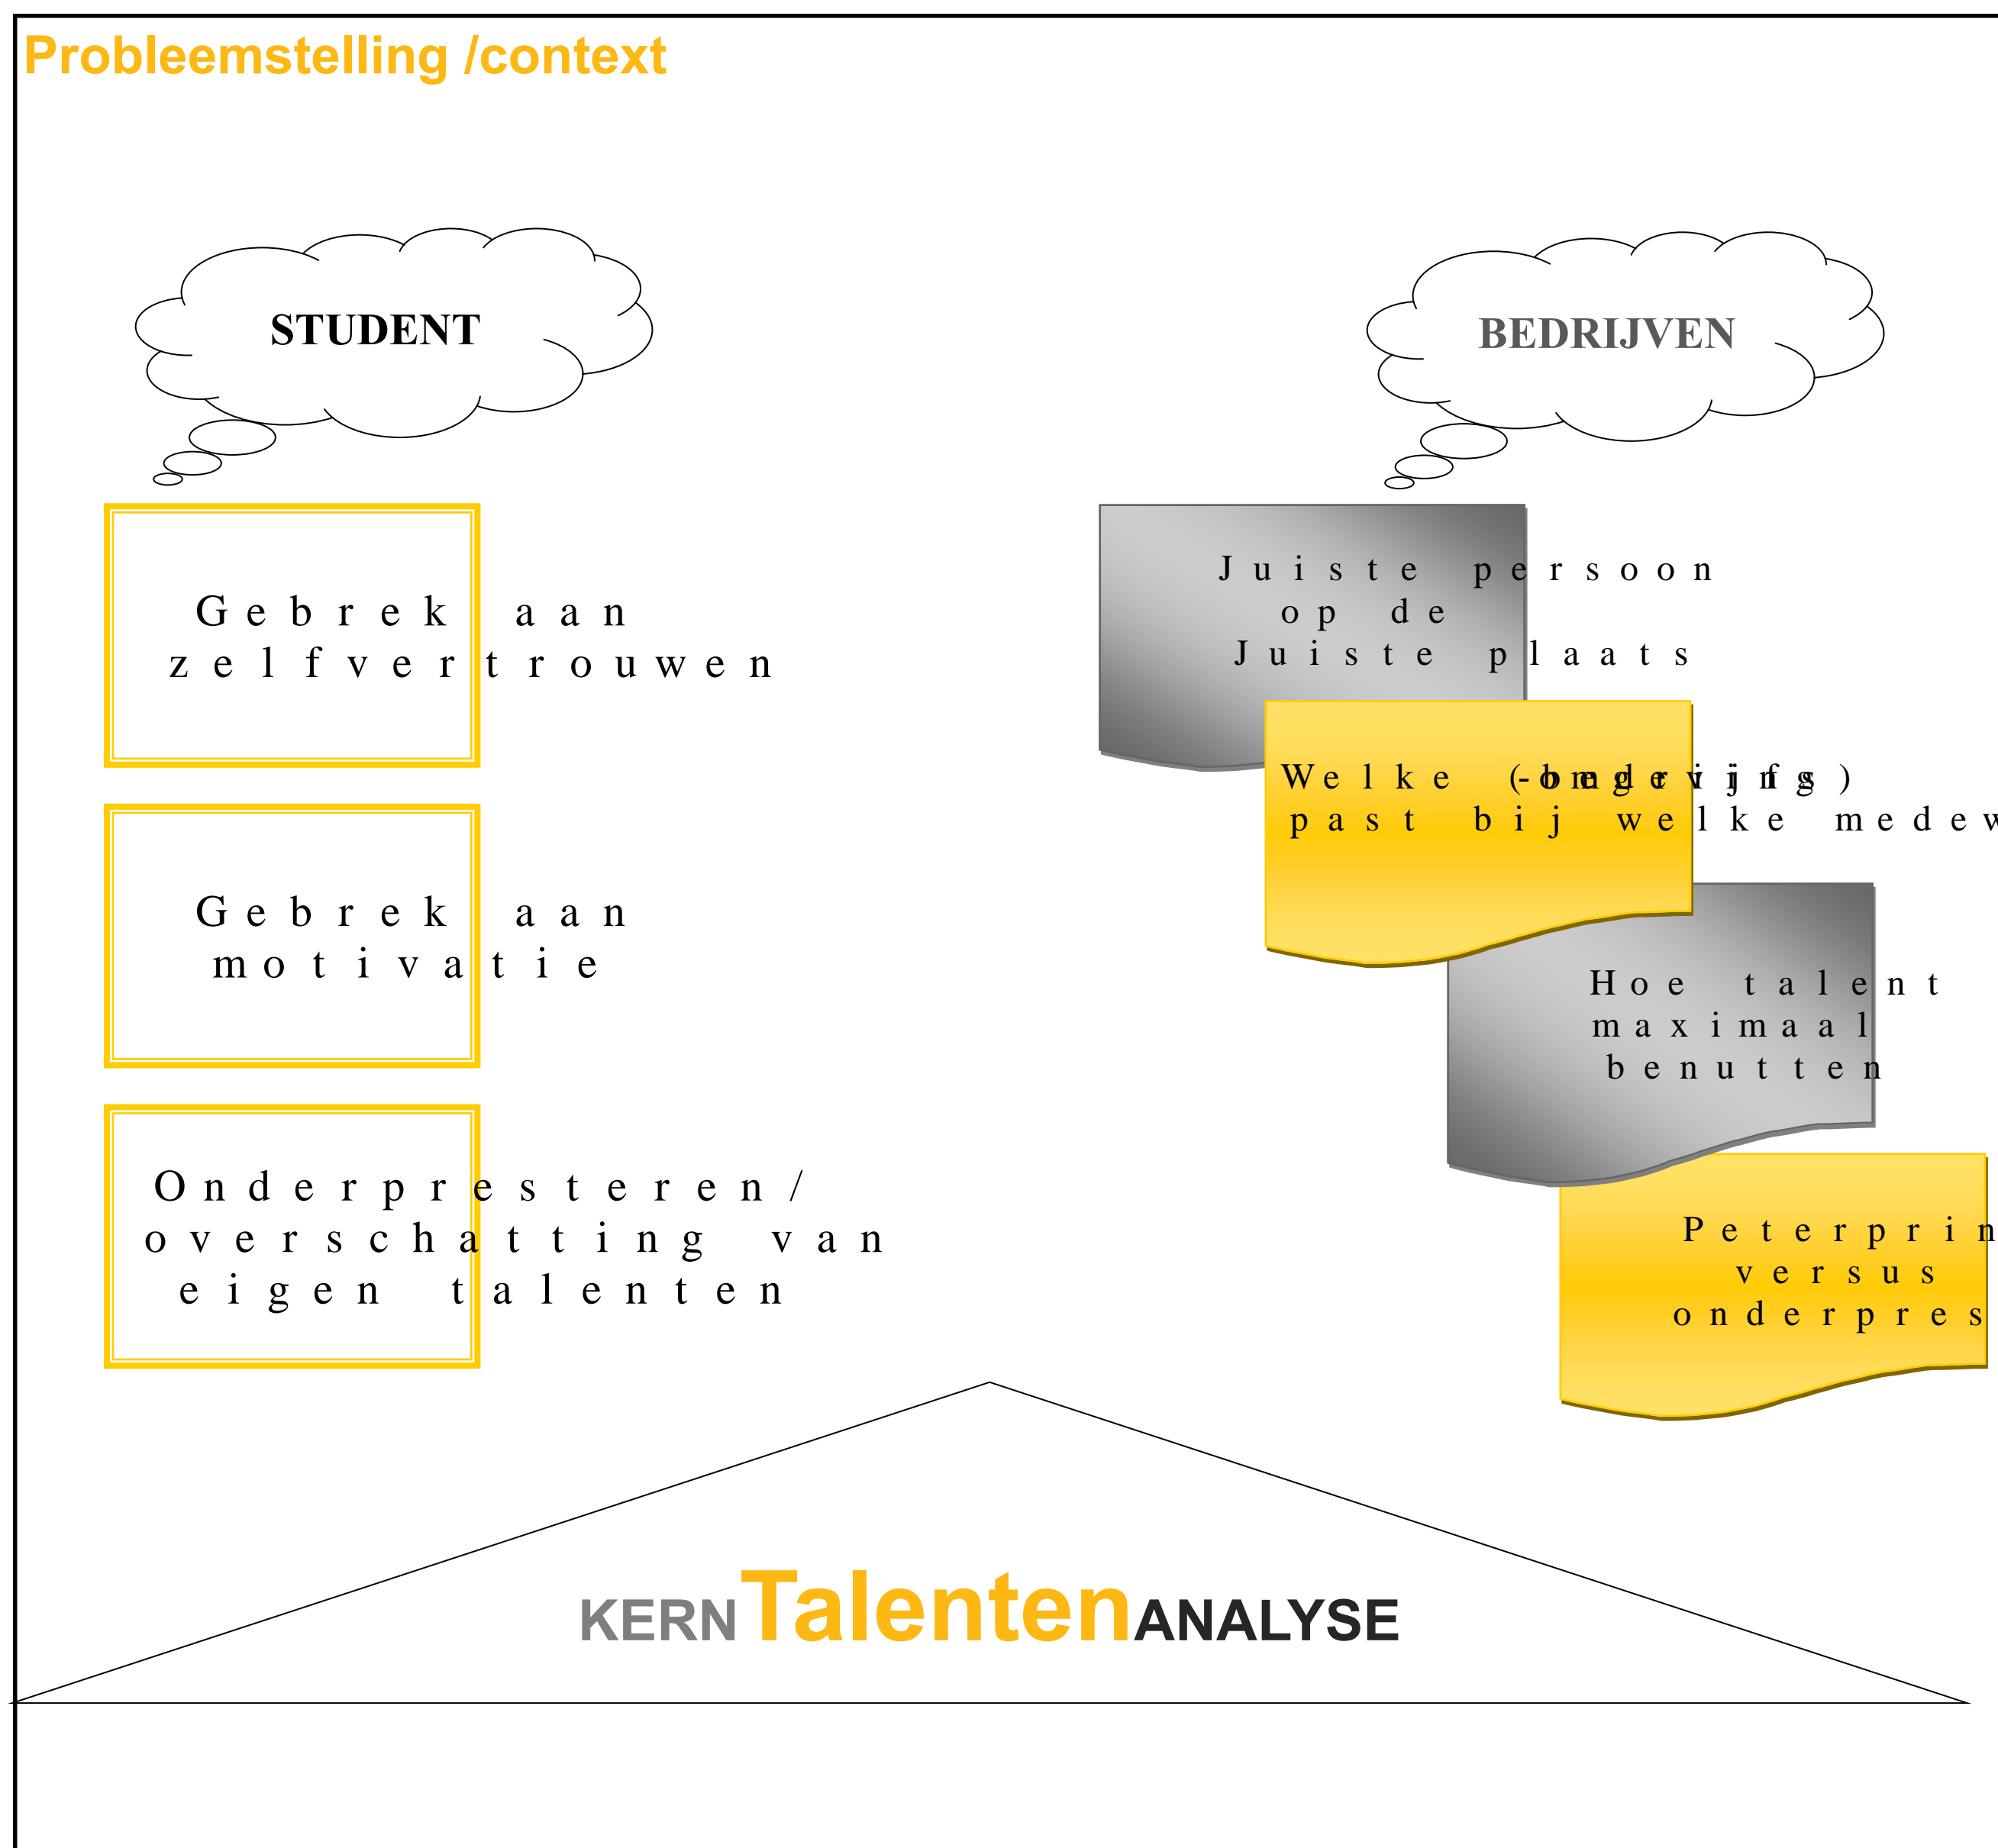 Probleemstelling /context
STUDENT
Gebrek aan
zelfvertrouwen
Gebrek aan
motivatie
Onderpresteren/
overschatting van
eigen talenten
BEDRIJVEN
Juiste persoon
op de
Juiste plaats
Welke
past bij welke
Hoe talent
maximaal
benutten
versus
KERNTalentenANALYSE